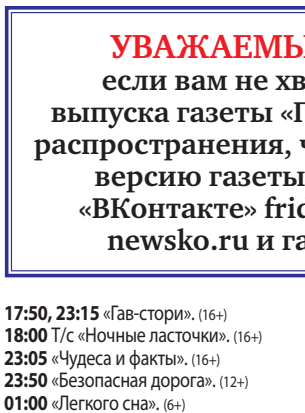 УВАЖАЕМЫ
если вам не хв
выпуска газеты «П
распространения, ч
версию газеты
«ВКонтакте» fri
newsko.ru и га
17:50, 23:15 «Гав-стори». (16+)
18:00 Т/с «Ночные ласточки». (16+)
23:05 «Чудеса и факты». (16+)
23:50 «Безопасная дорога». (12+)
01:00 «Легкого сна». (6+)